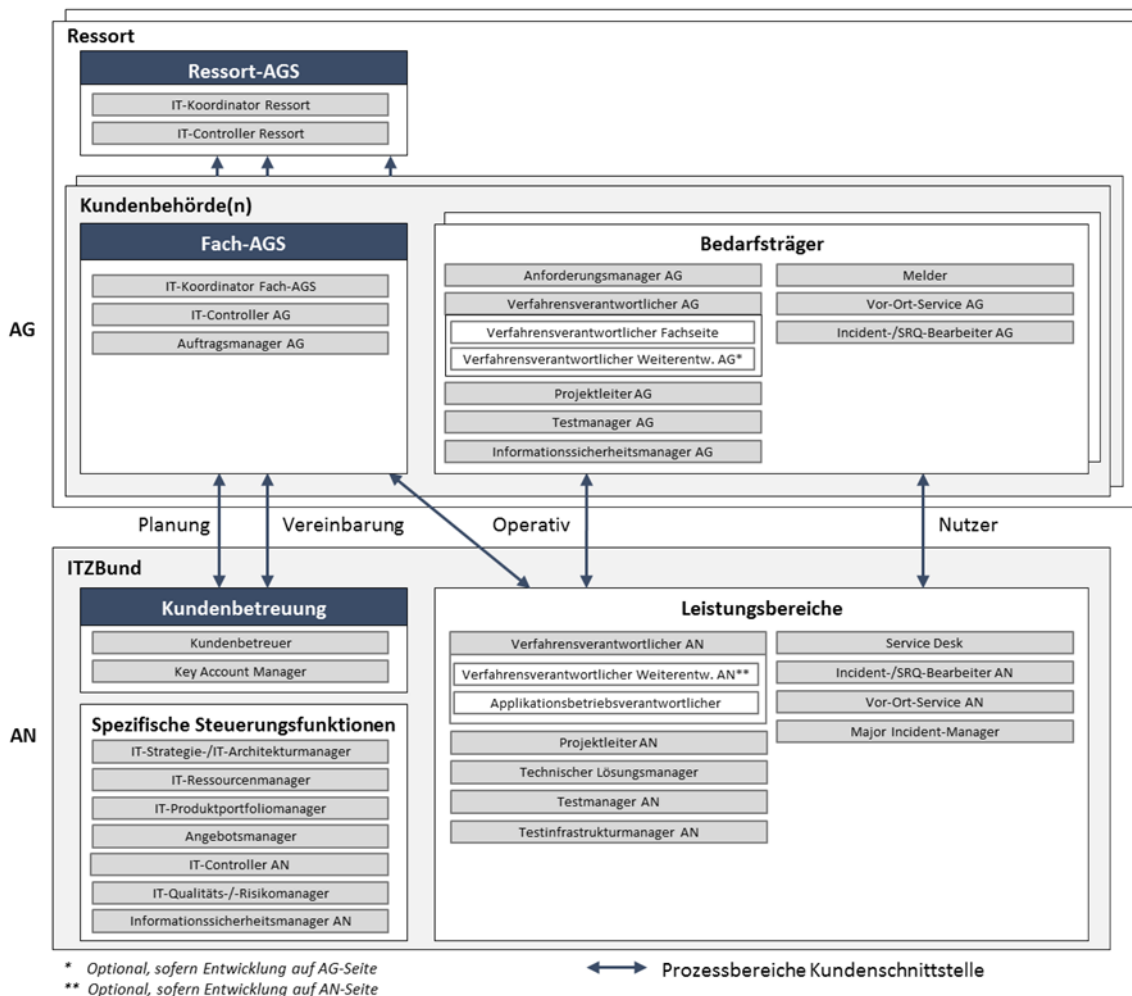 Ressort
Ressort-AGS
IT-Koordinator Ressort
IT-Controller Ressort
AG
Kundenbehörde(n)
Fach-AGS
IT-Koordinator Fach-AGS
IT-Controller AG
Auftragsmanager AG
Bedarfsträger
Anforderungsmanager AG
Verfahrensverantwortlicher AG
Verfahrensverantwortlicher Fachseite
Verfahrensverantwortlicher Weiterentw. AG*
Projektleiter AG
Testmanager AG
Informationssicherheitsmanager AG
Melder
Vor-Ort-Service AG
Incident-/SRQ-Bearbeiter AG
Planung
Vereinbarung
Operativ
Nutzer
AN
ITZBund
Kundenbetreuung
Kundenbetreuer
Key Account Manager
Spezifische Steuerungsfunktionen
IT-Strategie-/IT-Architekturmanager
IT-Ressourcenmanager
IT-Produktportfoliomanager
Angebotsmanager
IT-Controller AN
IT-Qualitäts-/-Risikomanager
Informationssicherheitsmanager AN
Leistungsbereiche
Verfahrensverantwortlicher AN
Verfahrensverantwortlicher Weiterentw. AN**
Applikationsbetriebsverantwortlicher
Projektleiter AN
Technischer Lösungsmanager
Testmanager AN
Testinfrastrukturmanager AN
Service Desk
Incident-/SRQ-Bearbeiter AN
Vor-Ort-Service AN
Major Incident-Manager
* Optional, sofern Entwicklung auf AG-Seite
** Optional, sofern Entwicklung auf AN-Seite
Prozessbereiche Kundenschnittstelle